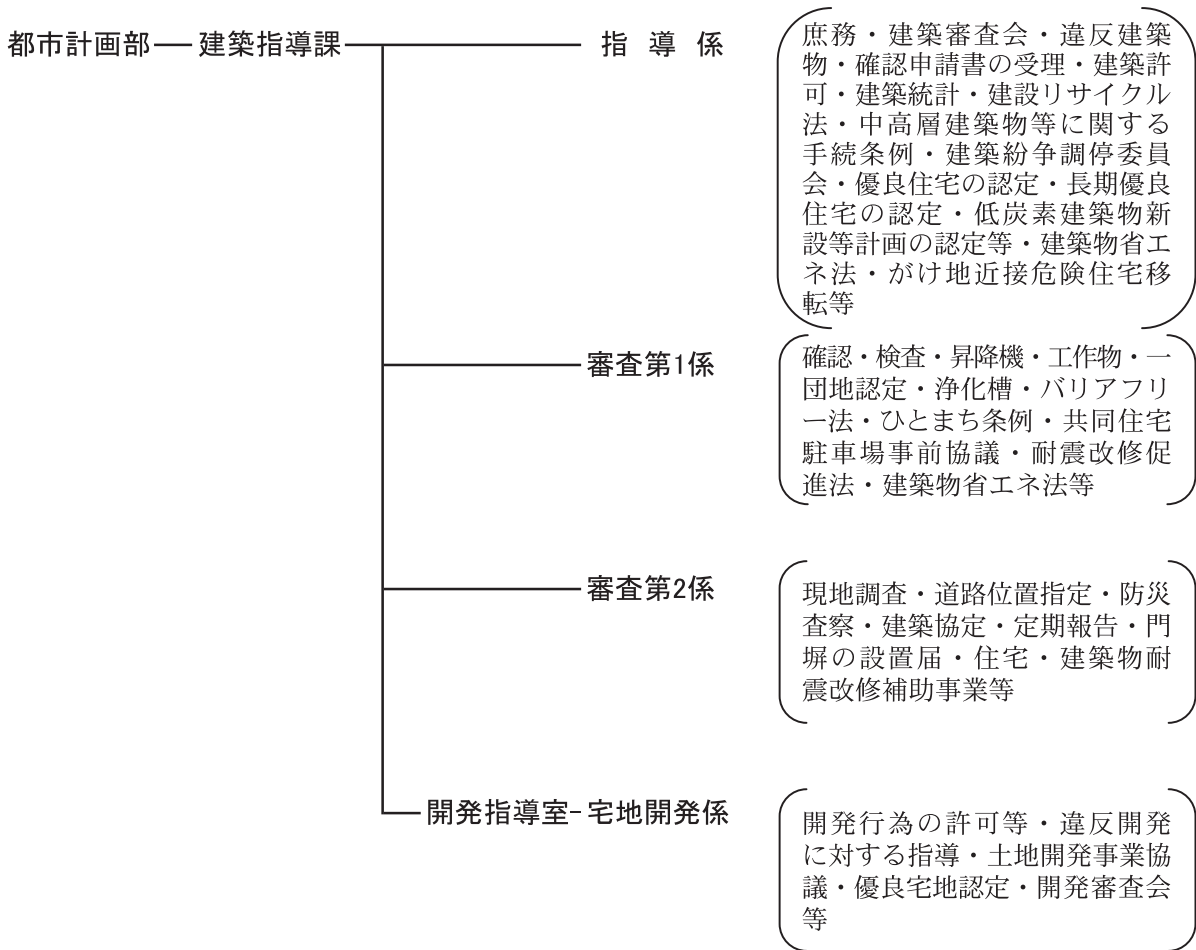 都市計画部 建築指導課 指導係
庶務・建築審査会・違反建築
物・確認申請書の受理・建築許
可・建築統計・建設リサイクル
法・中高層建築物等に関する
手続条例・建築紛争調停委員
会・優良住宅の認定・長期優良
住宅の認定・低炭素建築物新
設等計画の認定等・建築物省エ
ネ法・がけ地近接危険住宅移
転等
審査第1係
確認・検査・昇降機・工作物・一
団地認定・浄化槽・バリアフリ
ー法・ひとまち条例・共同住宅
駐車場事前協議・耐震改修促
進法・建築物省エネ法等
審査第2係
現地調査・道路位置指定・防災
査察・建築協定・定期報告・門
塀の設置届・住宅・建築物耐
震改修補助事業等
開発指導室-宅地開発係
開発行為の許可等・違反開発
に対する指導・土地開発事業協
議・優良宅地認定・開発審査会
等